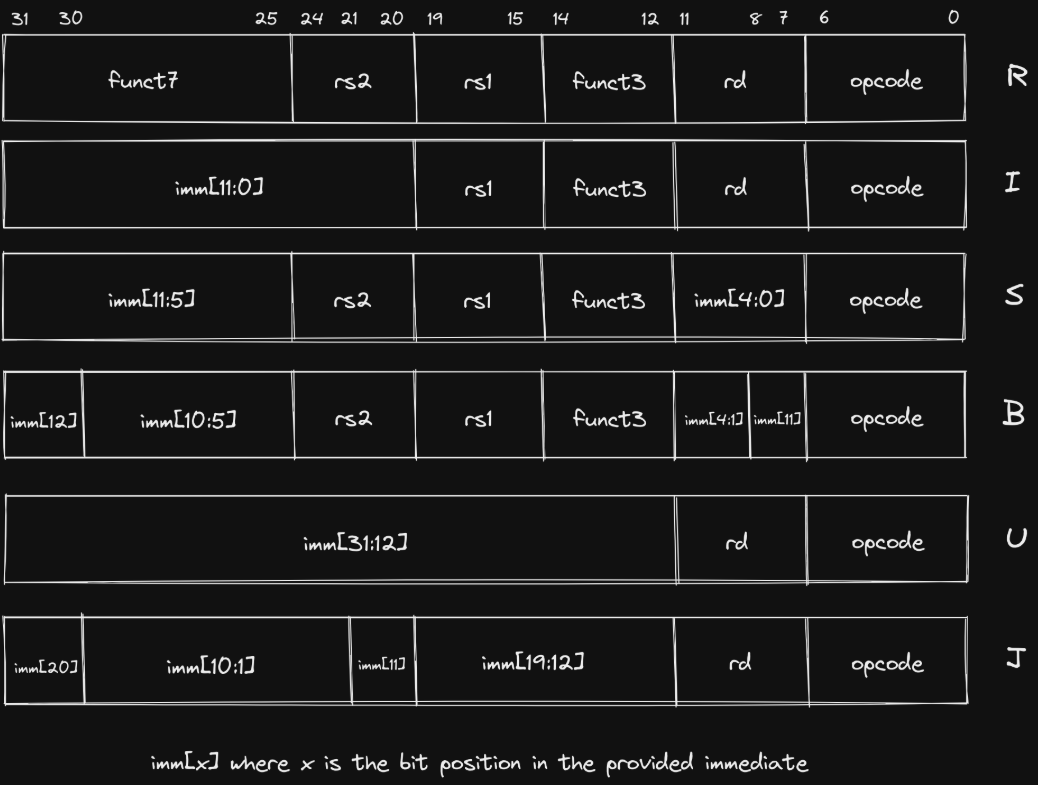 31 30 25 24 21 20 19 15 14 12 11 8 7 6 0
funct7 rs2 rs1 funct3 rd opcode R
imm[11:0] rs1 funct3 rd opcode I
imm[11:5] rs2 rs1 funct3 imm[4:0] opcode S
imm[12] imm[10:5] rs2 rs1 funct3 imm[4:1] imm[11] opcode B
imm[31:12] rd opcode U
imm[20] imm[10:1] imm[11] imm[19:12] rd opcode J
imm[x] where x is the bit position in the provided immediate